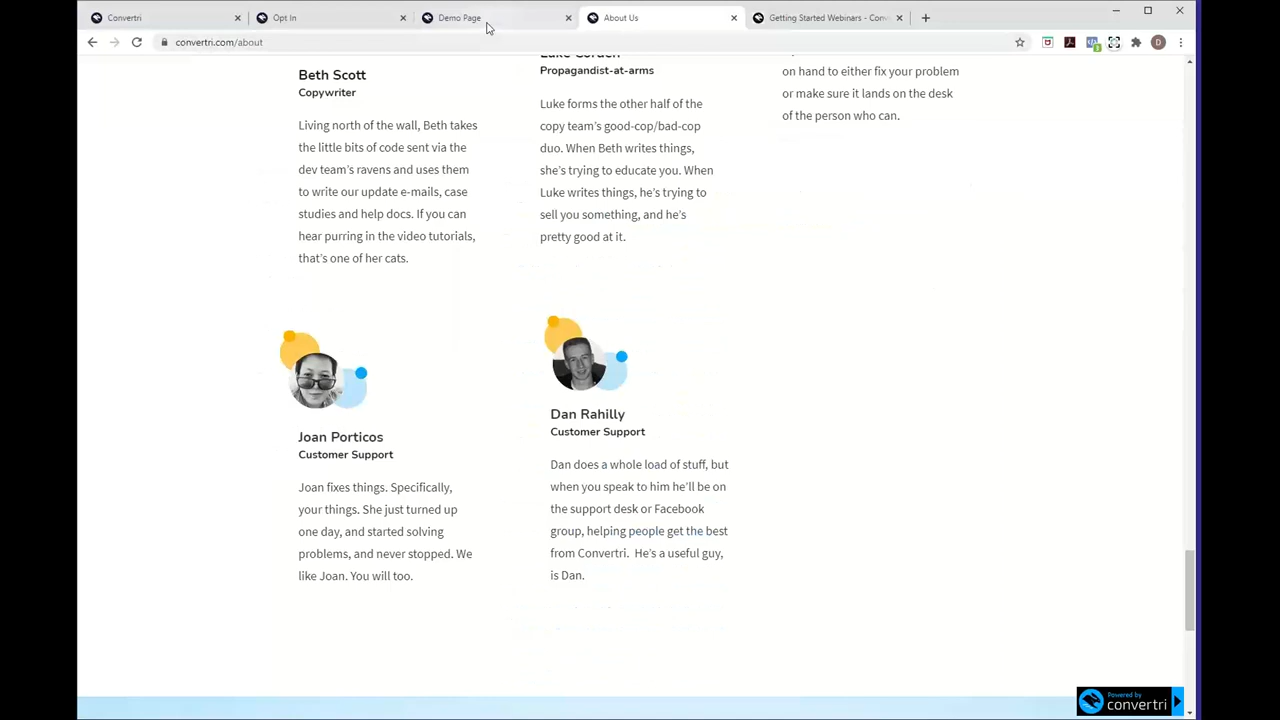 Convertri
Opt In
Demo Page
About Us
Getting Started Webinars - Conv
convertri.com/about
D
Beth Scott
Copywriter
Living north of the wall, Beth takes
the little bits of code sent via the
dev team's ravens and uses them
to write our update e-mails, case
studies and help docs. If you can
hear purring in the video tutorials,
that's one of her cats.
Luke Corden
Propagandist-at-arms
Luke forms the other half of the
copy team's good-cop/bad-cop
duo. When Beth writes things,
she's trying to educate you. When
Luke writes things, he's trying to
sell you something, and he's
pretty good at it.
on hand to either fix your problem
or make sure it lands on the desk
of the person who can.
Joan Porticos
Customer Support
Joan fixes things. Specifically,
your things. She just turned up
one day, and started solving
problems, and never stopped. We
like Joan. You will too.
Dan Rahilly
Customer Support
Dan does a whole load of stuff, but
when you speak to him he'll be on
the support desk or Facebook
group, helping people get the best
from Convertri. He's a useful guy,
is Dan.
Powered by
convertri